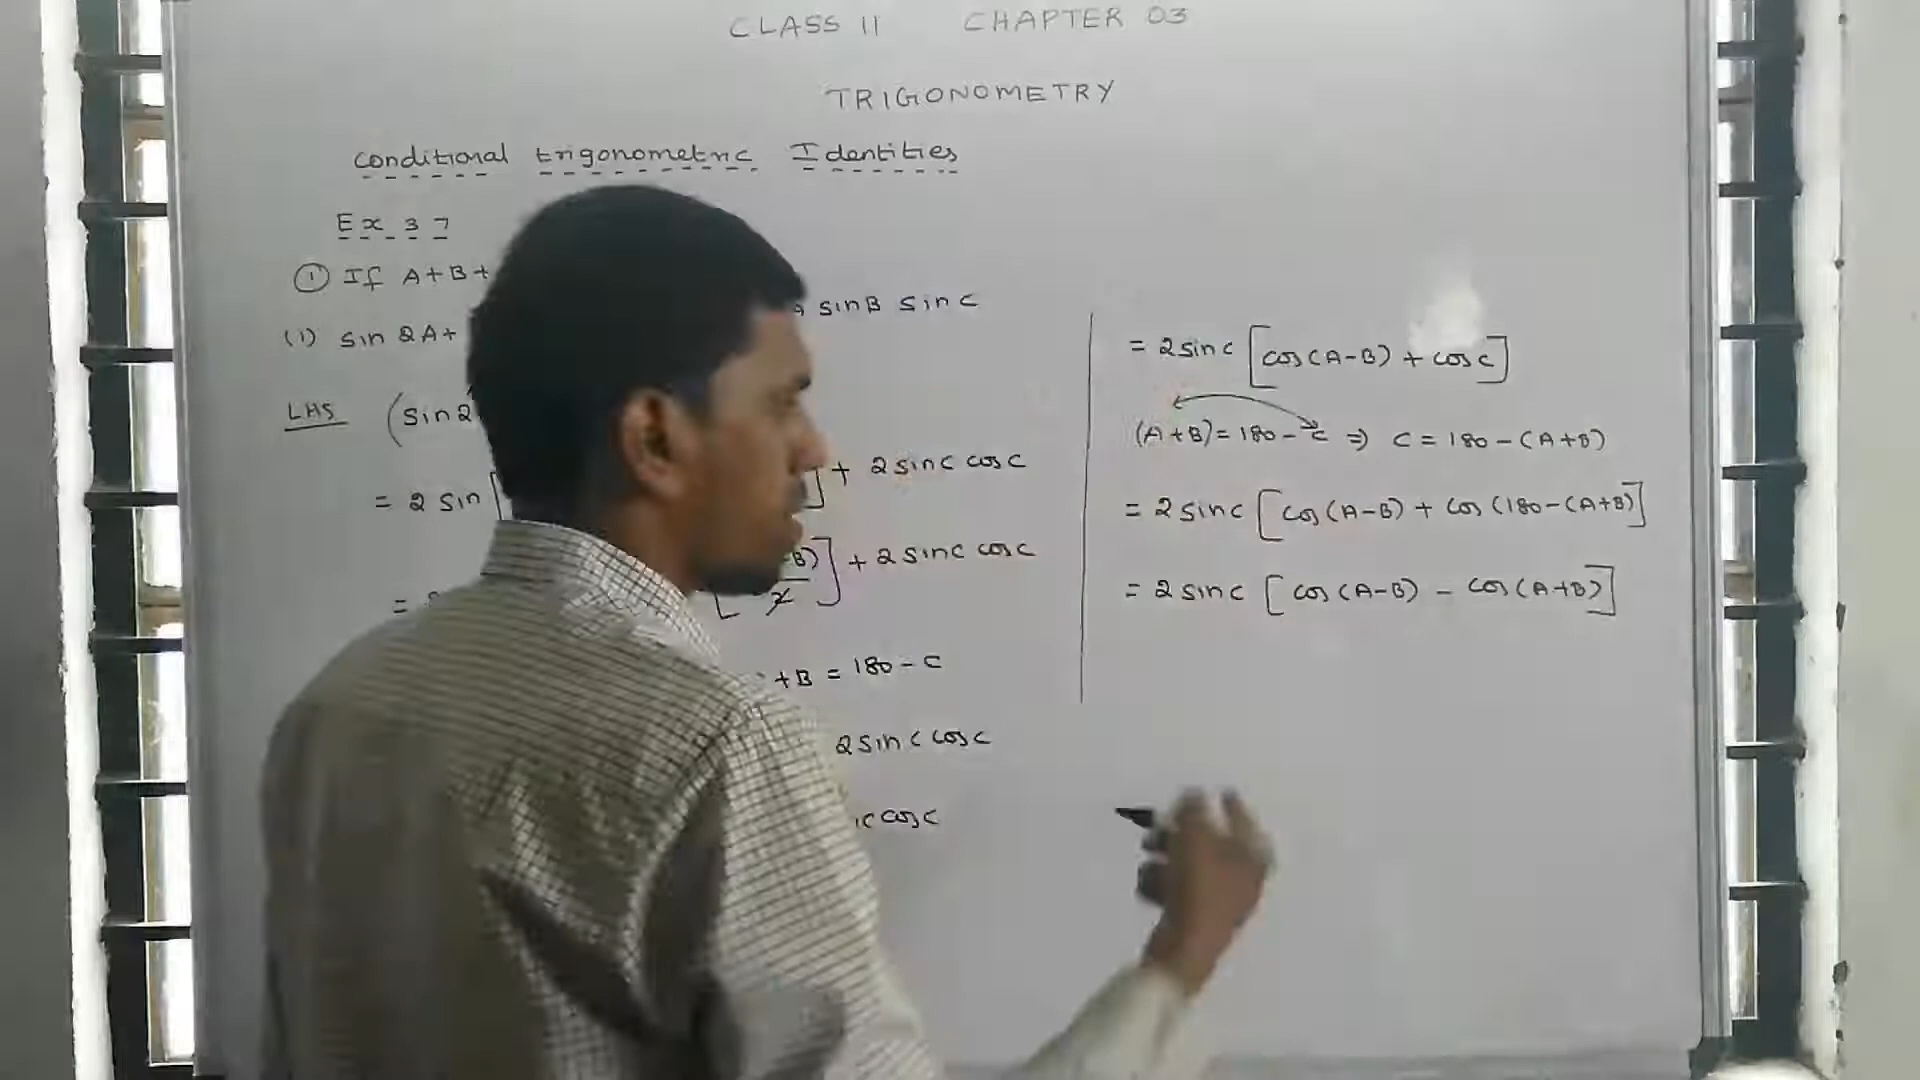 CLASS 11 CHAPTER 03
TRIGONOMETRY
Conditional trigonometric Identities
Ex 3 7
① If A+B+
(1) sin 2A+ sinB sinC
LHS (sin2
= 2 sin [ ] + 2 sinC cosC
= [ B) ] + 2 sinC cosC
+B = 180 - C
2 sinC cosC
cosC
= 2 sinC [cos(A-B) + cosC]
(A+B) = 180 - C ⇒ C = 180 - (A+B)
= 2 sinC [cos(A-B) + cos(180-(A+B)]
= 2 sinC [cos(A-B) - cos(A+B)]